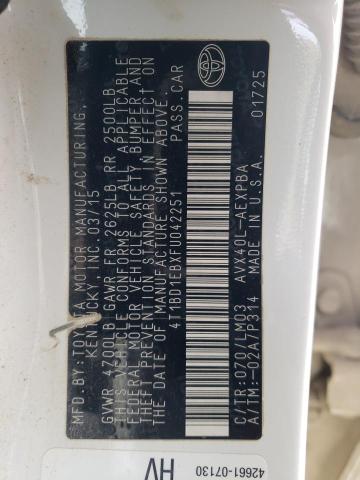 MFD.BY: TOYOTA MOTOR MANUFACTURING,
KENTUCKY, INC. 03/15
GVWR 4700LB GAWR FR 2625LB RR 2500LB
THIS VEHICLE CONFORMS TO ALL APPLICABLE
FEDERAL MOTOR VEHICLE SAFETY, BUMPER AND
THEFT PREVENTION STANDARDS IN EFFECT ON
THE DATE OF MANUFACTURE SHOWN ABOVE.
4T1BD1EBXFU042251 PASS.CAR
C/TR:070/LM03 AVX40L-AEXPBA
A/TM:-02A/P314 MADE IN U.S.A. 01725
TOYOTA
42661-07130
HV